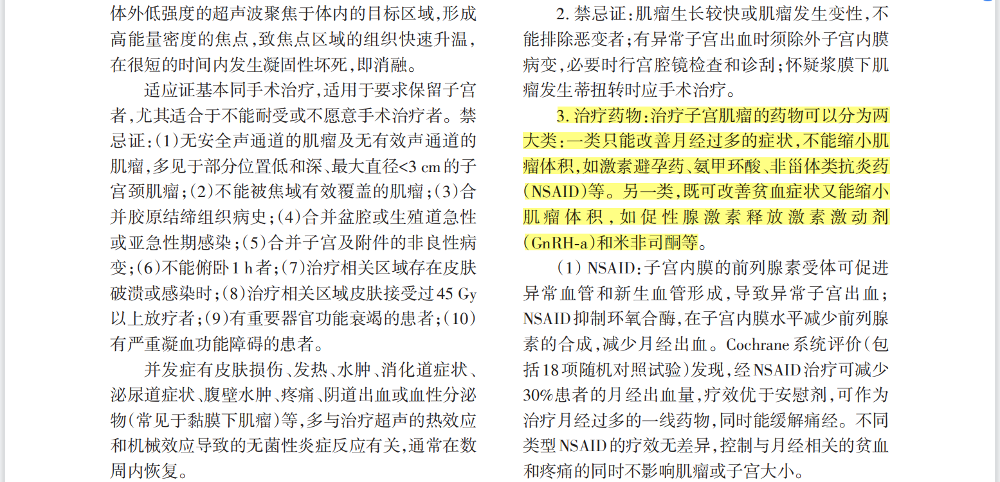 体外低强度的超声波聚焦于体内的目标区域,形成
高能量密度的焦点,致焦点区域的组织快速升温,
在很短的时间内发生凝固性坏死,即消融。
适应证基本同手术治疗,适用于要求保留子宫
者,尤其适合于不能耐受或不愿意手术治疗者。禁
忌证:(1)无安全声通道的肌瘤及无有效声通道的
肌瘤,多见于部分位置低和深、最大直径<3 cm的子
宫颈肌瘤;(2)不能被焦域有效覆盖的肌瘤;(3)合
并胶原结缔组织病史;(4)合并盆腔或生殖道急性
或亚急性期感染;(5)合并子宫及附件的非良性病
变;(6)不能俯卧1 h者;(7)治疗相关区域存在皮肤
破溃或感染时;(8)治疗相关区域皮肤接受过45 Gy
以上放疗者;(9)有重要器官功能衰竭的患者;(10)
有严重凝血功能障碍的患者。
并发症有皮肤损伤、发热、水肿、消化道症状、
泌尿道症状、腹壁水肿、疼痛、阴道出血或血性分泌
物(常见于黏膜下肌瘤)等,多与治疗超声的热效应
和机械效应导致的无菌性炎症反应有关,通常在数
周内恢复。
2. 禁忌证:肌瘤生长较快或肌瘤发生变性,不
能排除恶变者;有异常子宫出血时须除外子宫内膜
病变,必要时行宫腔镜检查和诊刮;怀疑浆膜下肌
瘤发生蒂扭转时应手术治疗。
3. 治疗药物:治疗子宫肌瘤的药物可以分为两
大类:一类只能改善月经过多的症状,不能缩小肌
瘤体积,如激素避孕药、氨甲环酸、非甾体类抗炎药
(NSAID)等。另一类,既可改善贫血症状又能缩小
肌瘤体积,如促性腺激素释放激素激动剂
(GnRH-a)和米非司酮等。
(1) NSAID:子宫内膜的前列腺素受体可促进
异常血管和新生血管形成,导致异常子宫出血;
NSAID抑制环氧合酶,在子宫内膜水平减少前列腺
素的合成,减少月经出血。Cochrane系统评价(包
括18项随机对照试验)发现,经NSAID治疗可减少
30%患者的月经出血量,疗效优于安慰剂,可作为
治疗月经过多的一线药物,同时能缓解痛经。不同
类型NSAID的疗效无差异,控制与月经相关的贫血
和疼痛的同时不影响肌瘤或子宫大小。